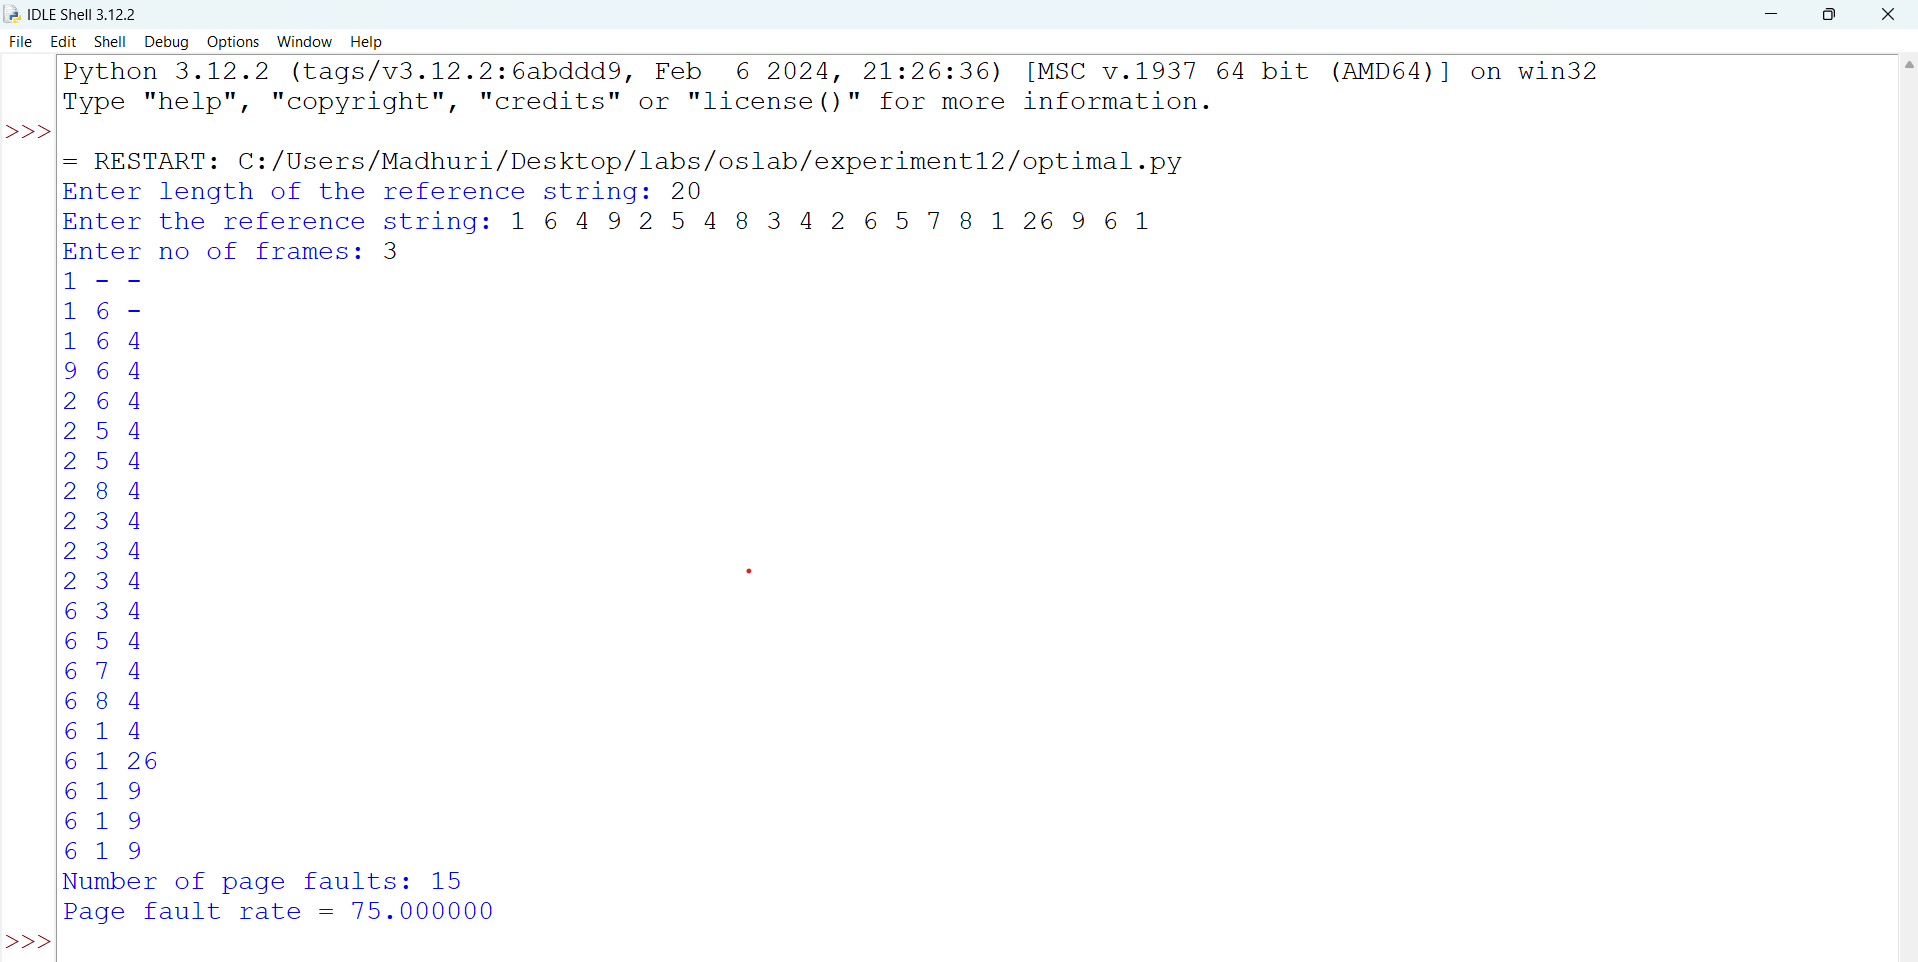 IDLE Shell 3.12.2
File Edit Shell Debug Options Window Help
Python 3.12.2 (tags/v3.12.2:6abddd9, Feb  6 2024, 21:26:36) [MSC v.1937 64 bit (AMD64)] on win32
Type "help", "copyright", "credits" or "license()" for more information.
>>>
= RESTART: C:/Users/Madhuri/Desktop/labs/oslab/experiment12/optimal.py
Enter length of the reference string: 20
Enter the reference string: 1 6 4 9 2 5 4 8 3 4 2 6 5 7 8 1 26 9 6 1
Enter no of frames: 3
1 - -
1 6 -
1 6 4
9 6 4
2 6 4
2 5 4
2 5 4
2 8 4
2 3 4
2 3 4
2 3 4
6 3 4
6 5 4
6 7 4
6 8 4
6 1 4
6 1 26
6 1 9
6 1 9
6 1 9
Number of page faults: 15
Page fault rate = 75.000000
>>>